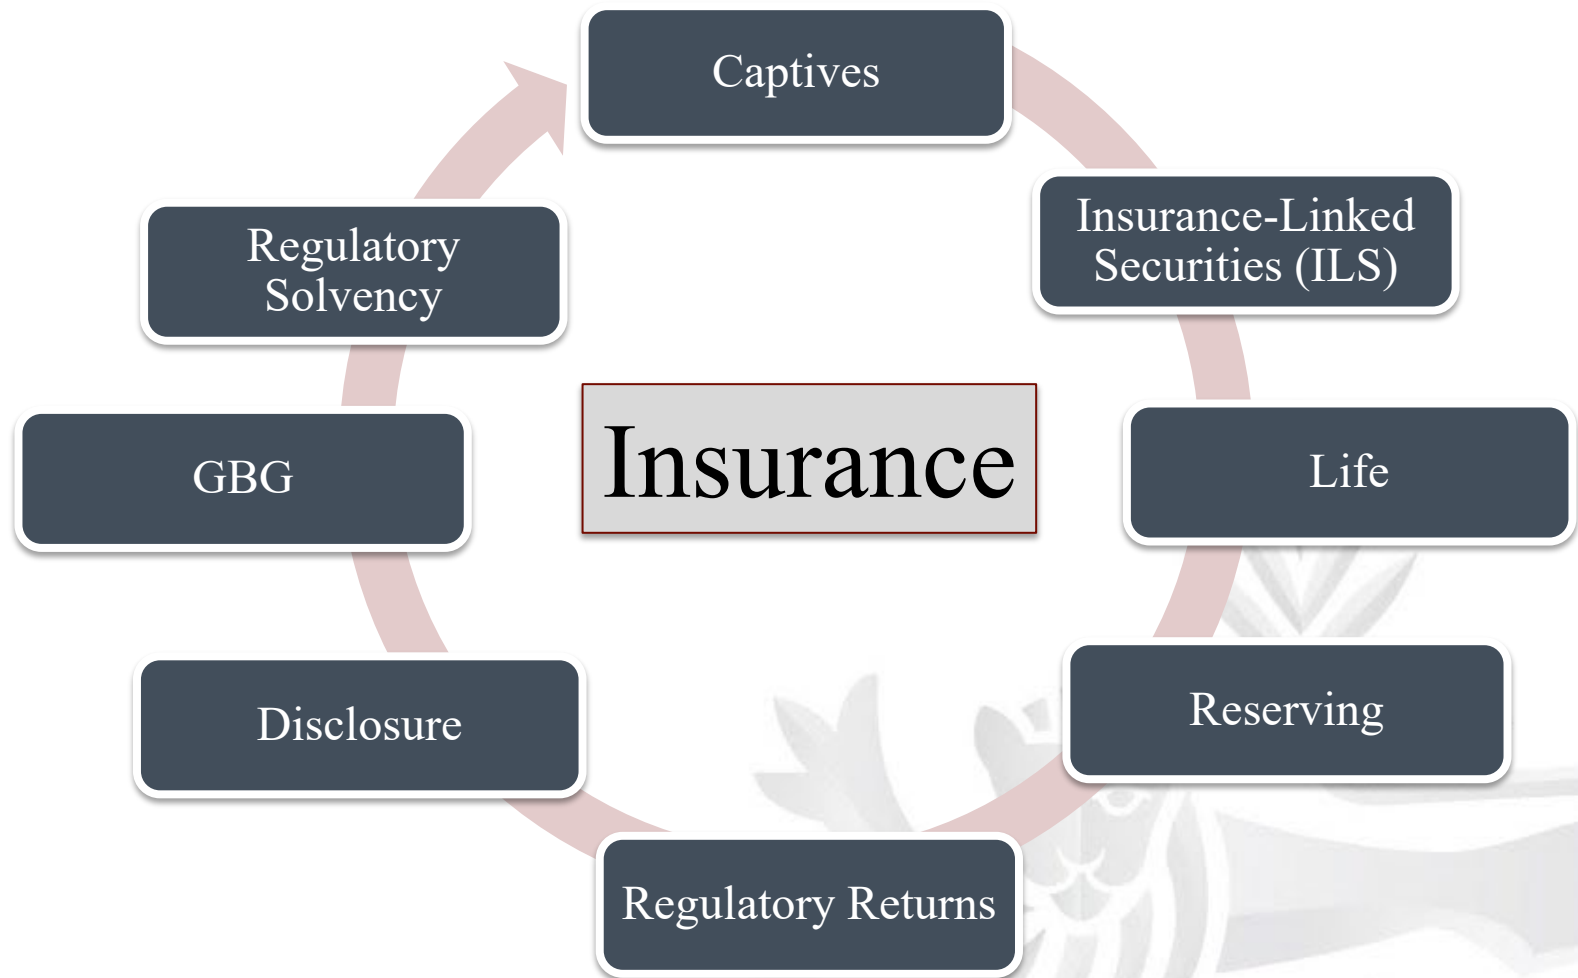 Captives
Insurance-Linked
Securities (ILS)
Life
Reserving
Regulatory Returns
Disclosure
GBG
Regulatory
Solvency
Insurance